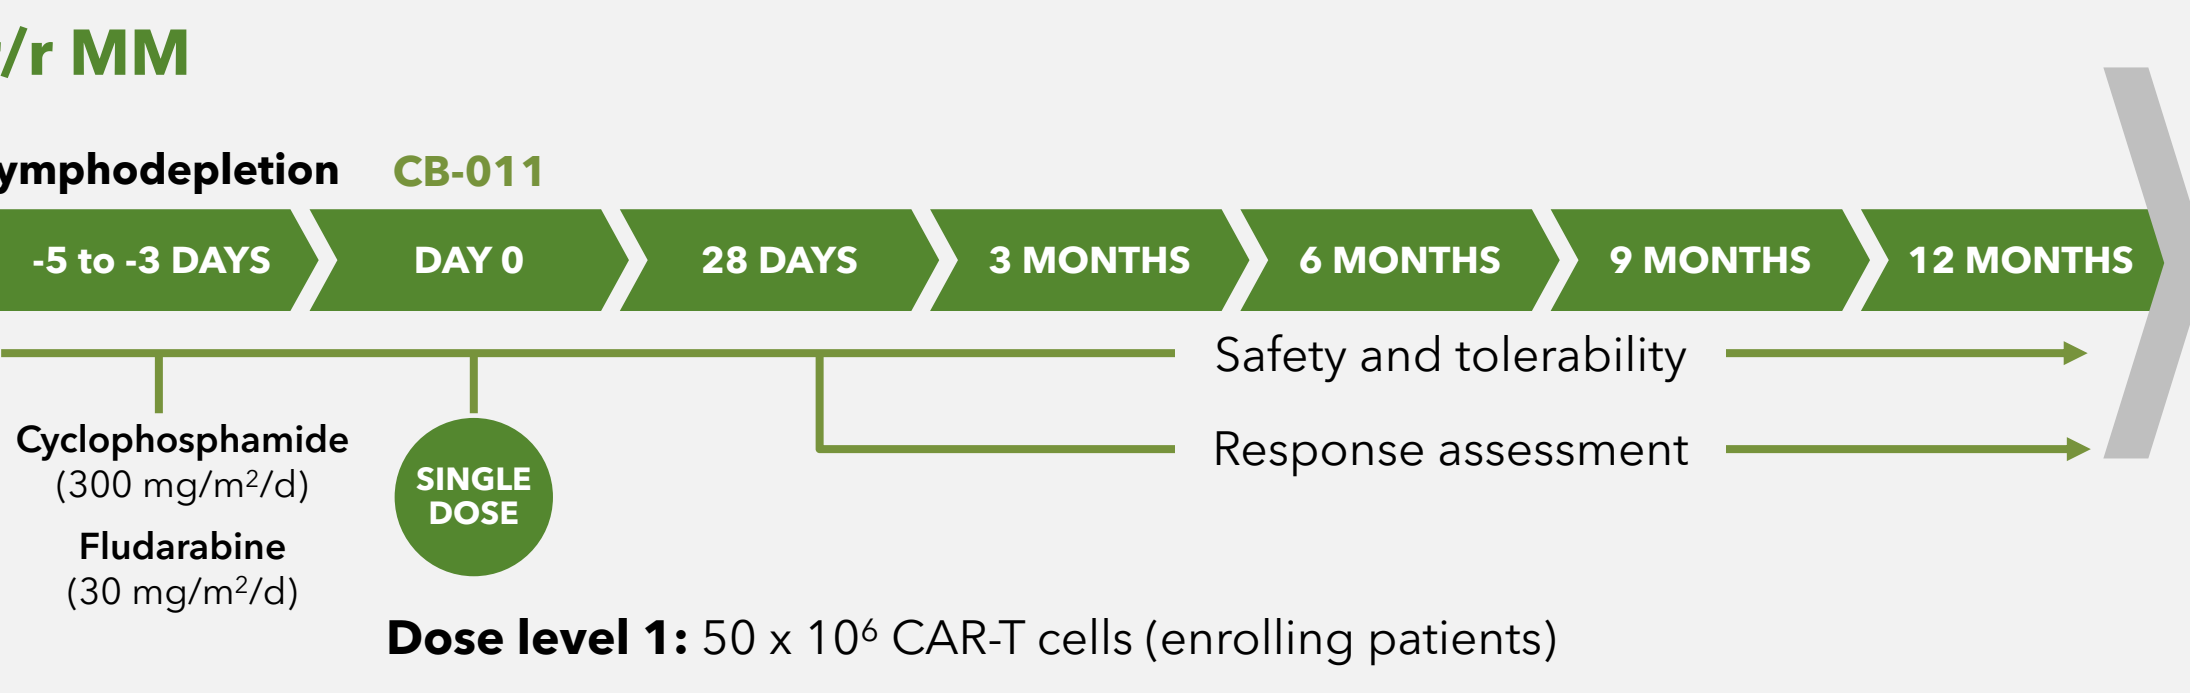 /r MM
ymphodepletion CB-011
-5 to -3 DAYS DAY 0 28 DAYS 3 MONTHS 6 MONTHS 9 MONTHS 12 MONTHS
Safety and tolerability
Response assessment
Cyclophosphamide
(300 mg/m²/d)
Fludarabine
(30 mg/m²/d)
SINGLE
DOSE
Dose level 1: 50 x 10⁶ CAR-T cells (enrolling patients)